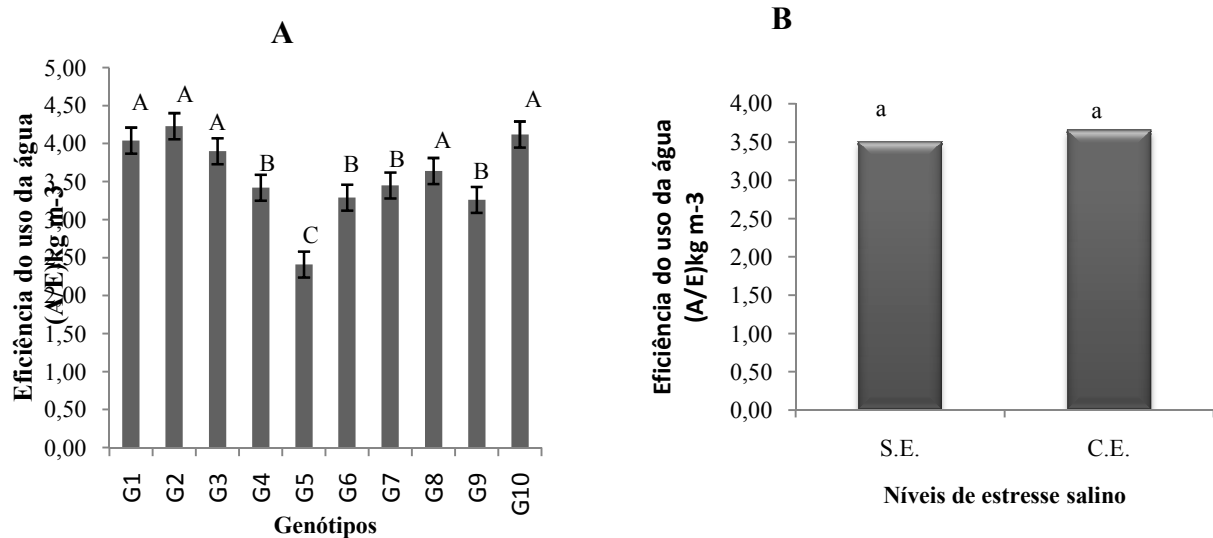 A
Eficiência do uso da água
(A/E)kg m-3
5,00
4,50
4,00
3,50
3,00
2,50
2,00
1,50
1,00
0,50
0,00
A
A
A
B
C
B
B
A
B
A
G1
G2
G3
G4
G5
G6
G7
G8
G9
G10
Genótipos
B
Eficiência do uso da água
(A/E)kg m-3
4,00
3,50
3,00
2,50
2,00
1,50
1,00
0,50
0,00
a
a
S.E.
C.E.
Níveis de estresse salino